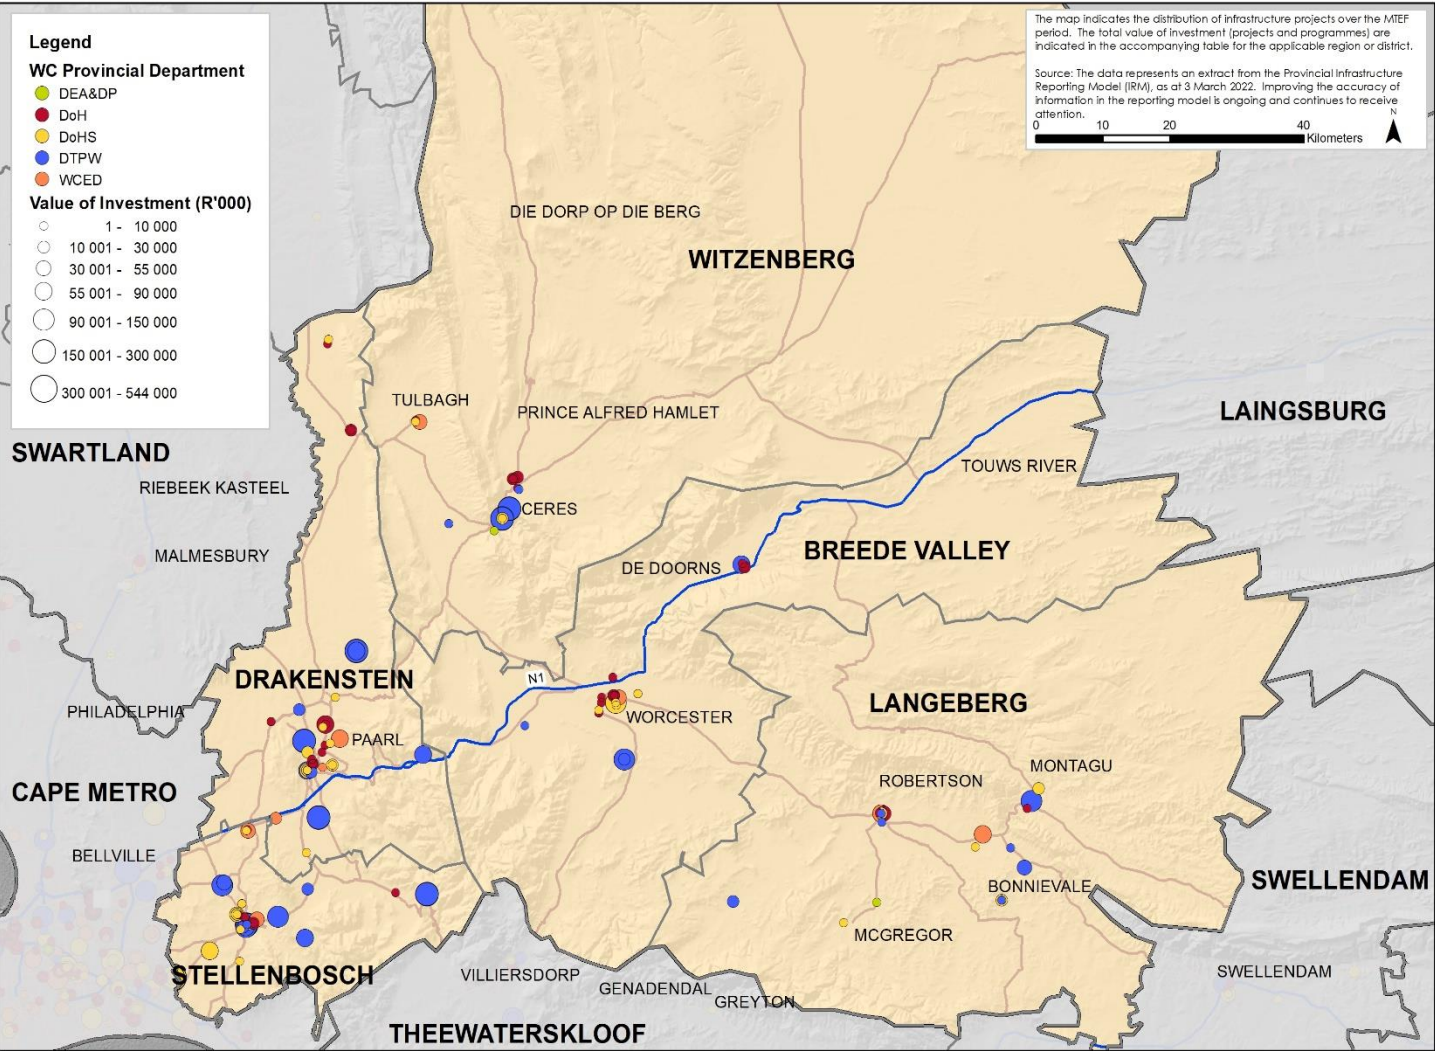 Legend
WC Provincial Department
DEA&DP
DoH
DoHS
DTPW
WCED
Value of Investment (R'000)
1 - 10 000
10 001 - 30 000
30 001 - 55 000
55 001 - 90 000
90 001 - 150 000
150 001 - 300 000
300 001 - 544 000
The map indicates the distribution of infrastructure projects over the MTEF
period. The total value of investment (projects and programmes) are
indicated in the accompanying table for the applicable region or district.
Source: The data represents an extract from the Provincial Infrastructure
Reporting Model (IRM), as at 3 March 2022. Improving the accuracy of
information in the reporting model is ongoing and continues to receive
attention.
N
0 10 20 40
Kilometers
DIE DORP OP DIE BERG
WITZENBERG
TULBAGH
PRINCE ALFRED HAMLET
LAINGSBURG
SWARTLAND
TOUWS RIVER
RIEBEEK KASTEEL
CERES
MALMESBURY
BREEDE VALLEY
DE DOORNS
DRAKENSTEIN
N1
LANGEBERG
PHILADELPHIA
WORCESTER
PAARL
MONTAGU
ROBERTSON
CAPE METRO
BELLVILLE
BONNIEVALE
SWELLENDAM
MCGREGOR
STELLENBOSCH
VILLIERSDORP
SWELLENDAM
GENADENDAL
GREYTON
THEEWATERSKLOOF